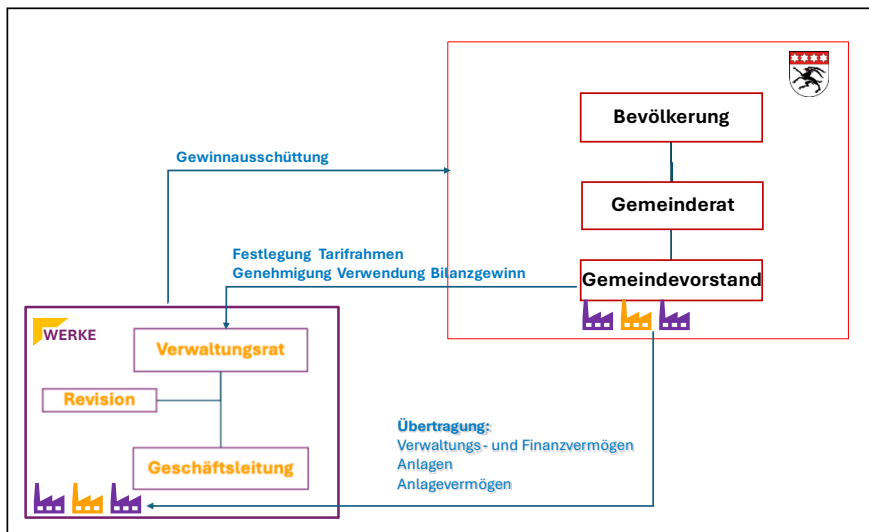 Bevölkerung
Gewinnausschüttung
Gemeinderat
Festlegung Tarifrahmen
Genehmigung Verwendung Bilanzgewinn
Gemeindevorstand
WERKE
Verwaltungsrat
Revision
Geschäftsleitung
Übertragung:
Verwaltungs- und Finanzvermögen
Anlagen
Anlagevermögen